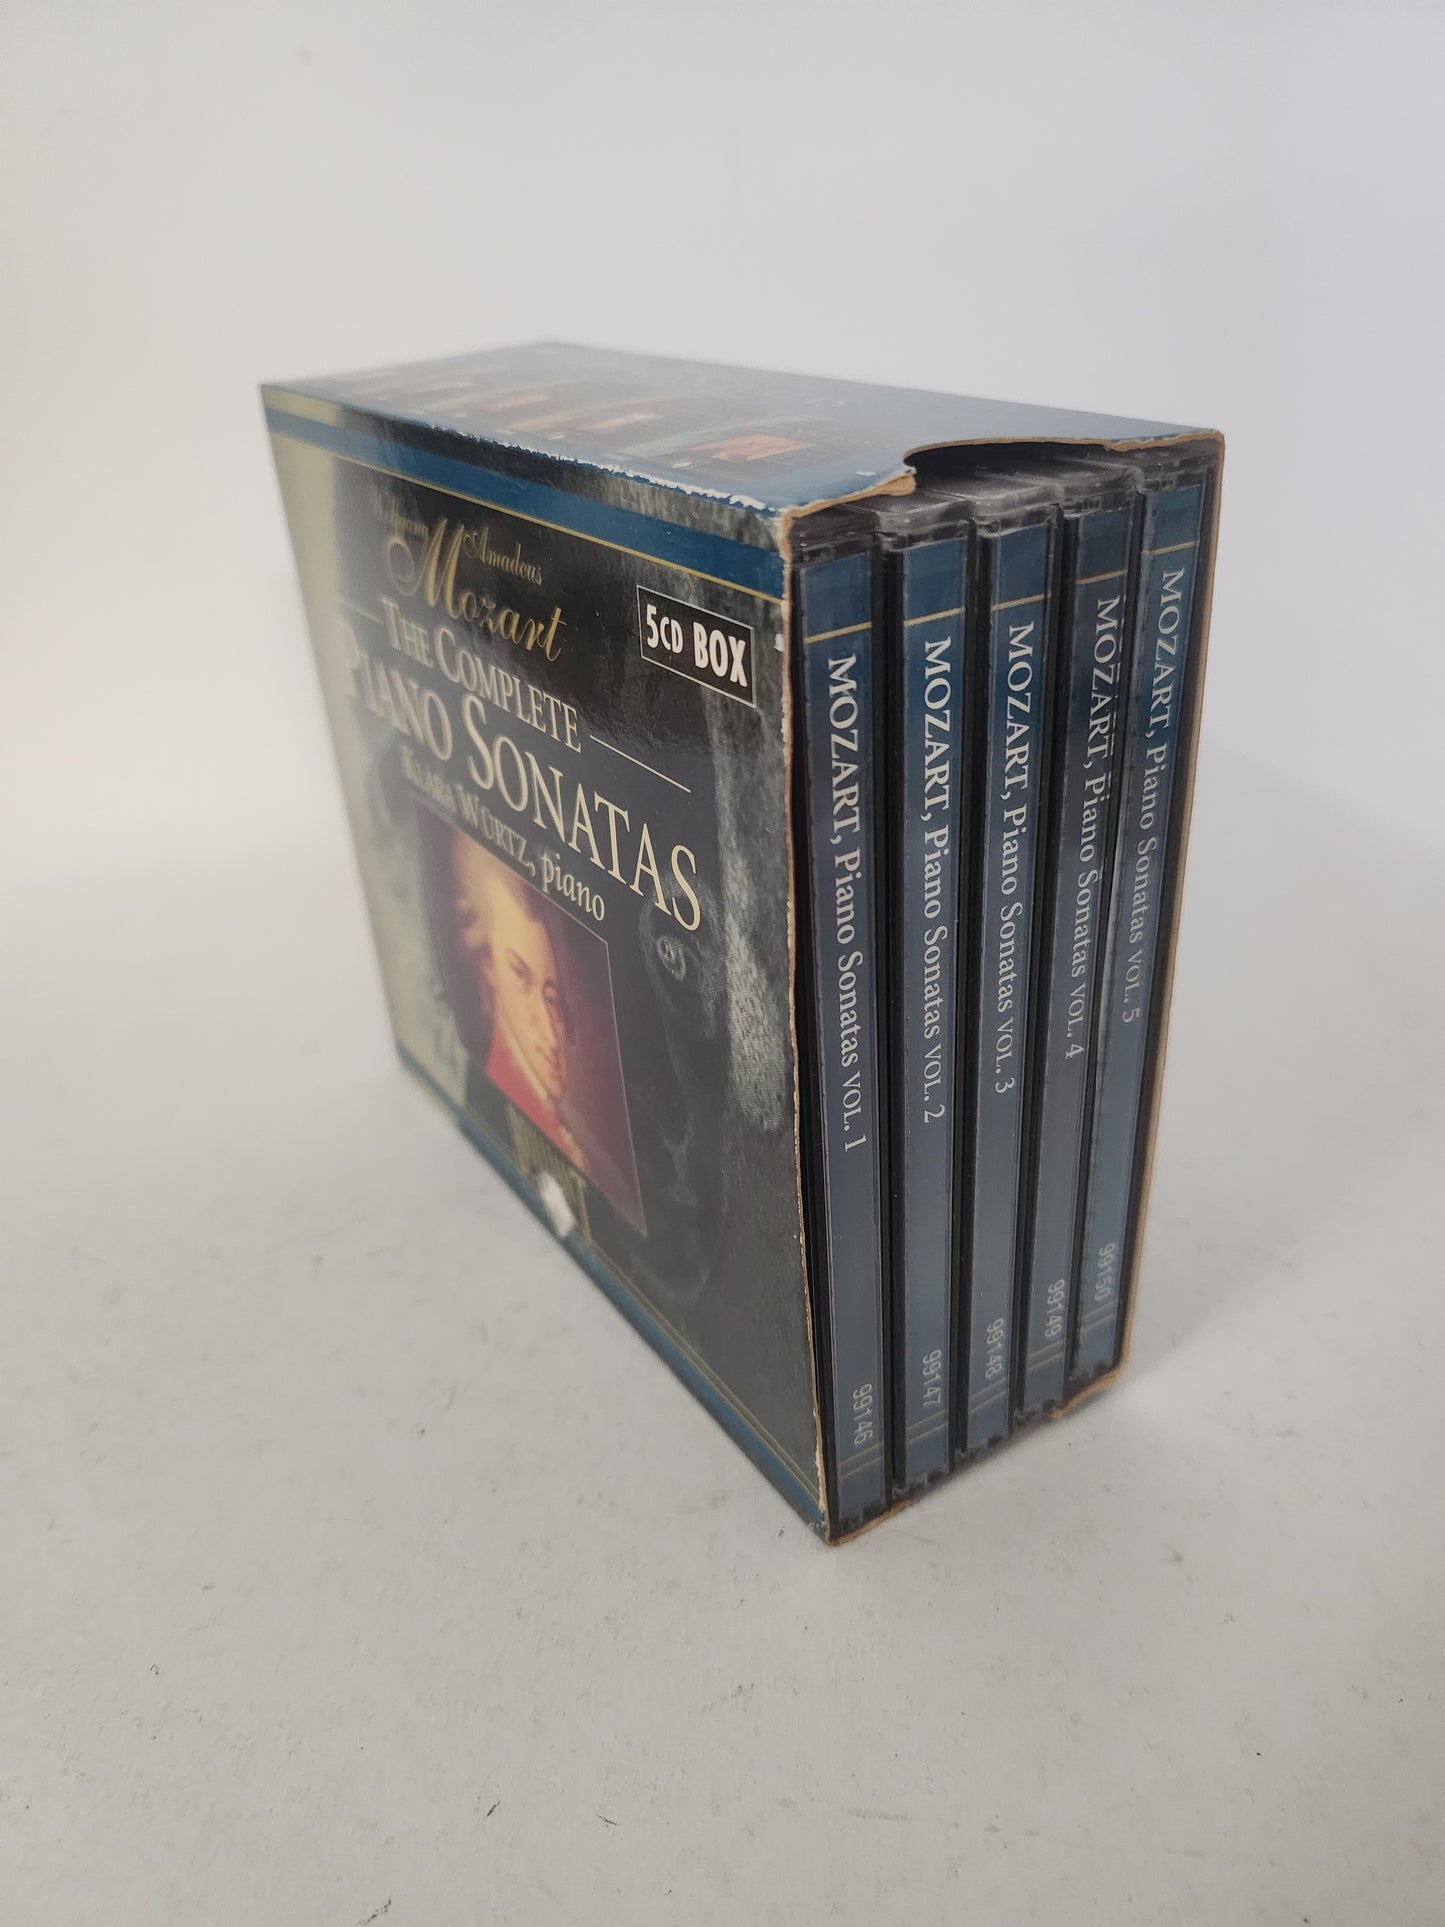 Wolfgang
Amadeus
Mozart
THE COMPLETE
PIANO SONATAS
KLARA WÜRTZ, piano
5CD BOX
MOZART, Piano Sonatas VOL. 1
99146
MOZART, Piano Sonatas VOL. 2
99147
MOZART, Piano Sonatas VOL. 3
99148
MOZART, Piano Sonatas VOL. 4
99149
MOZART, Piano Sonatas VOL. 5
99150